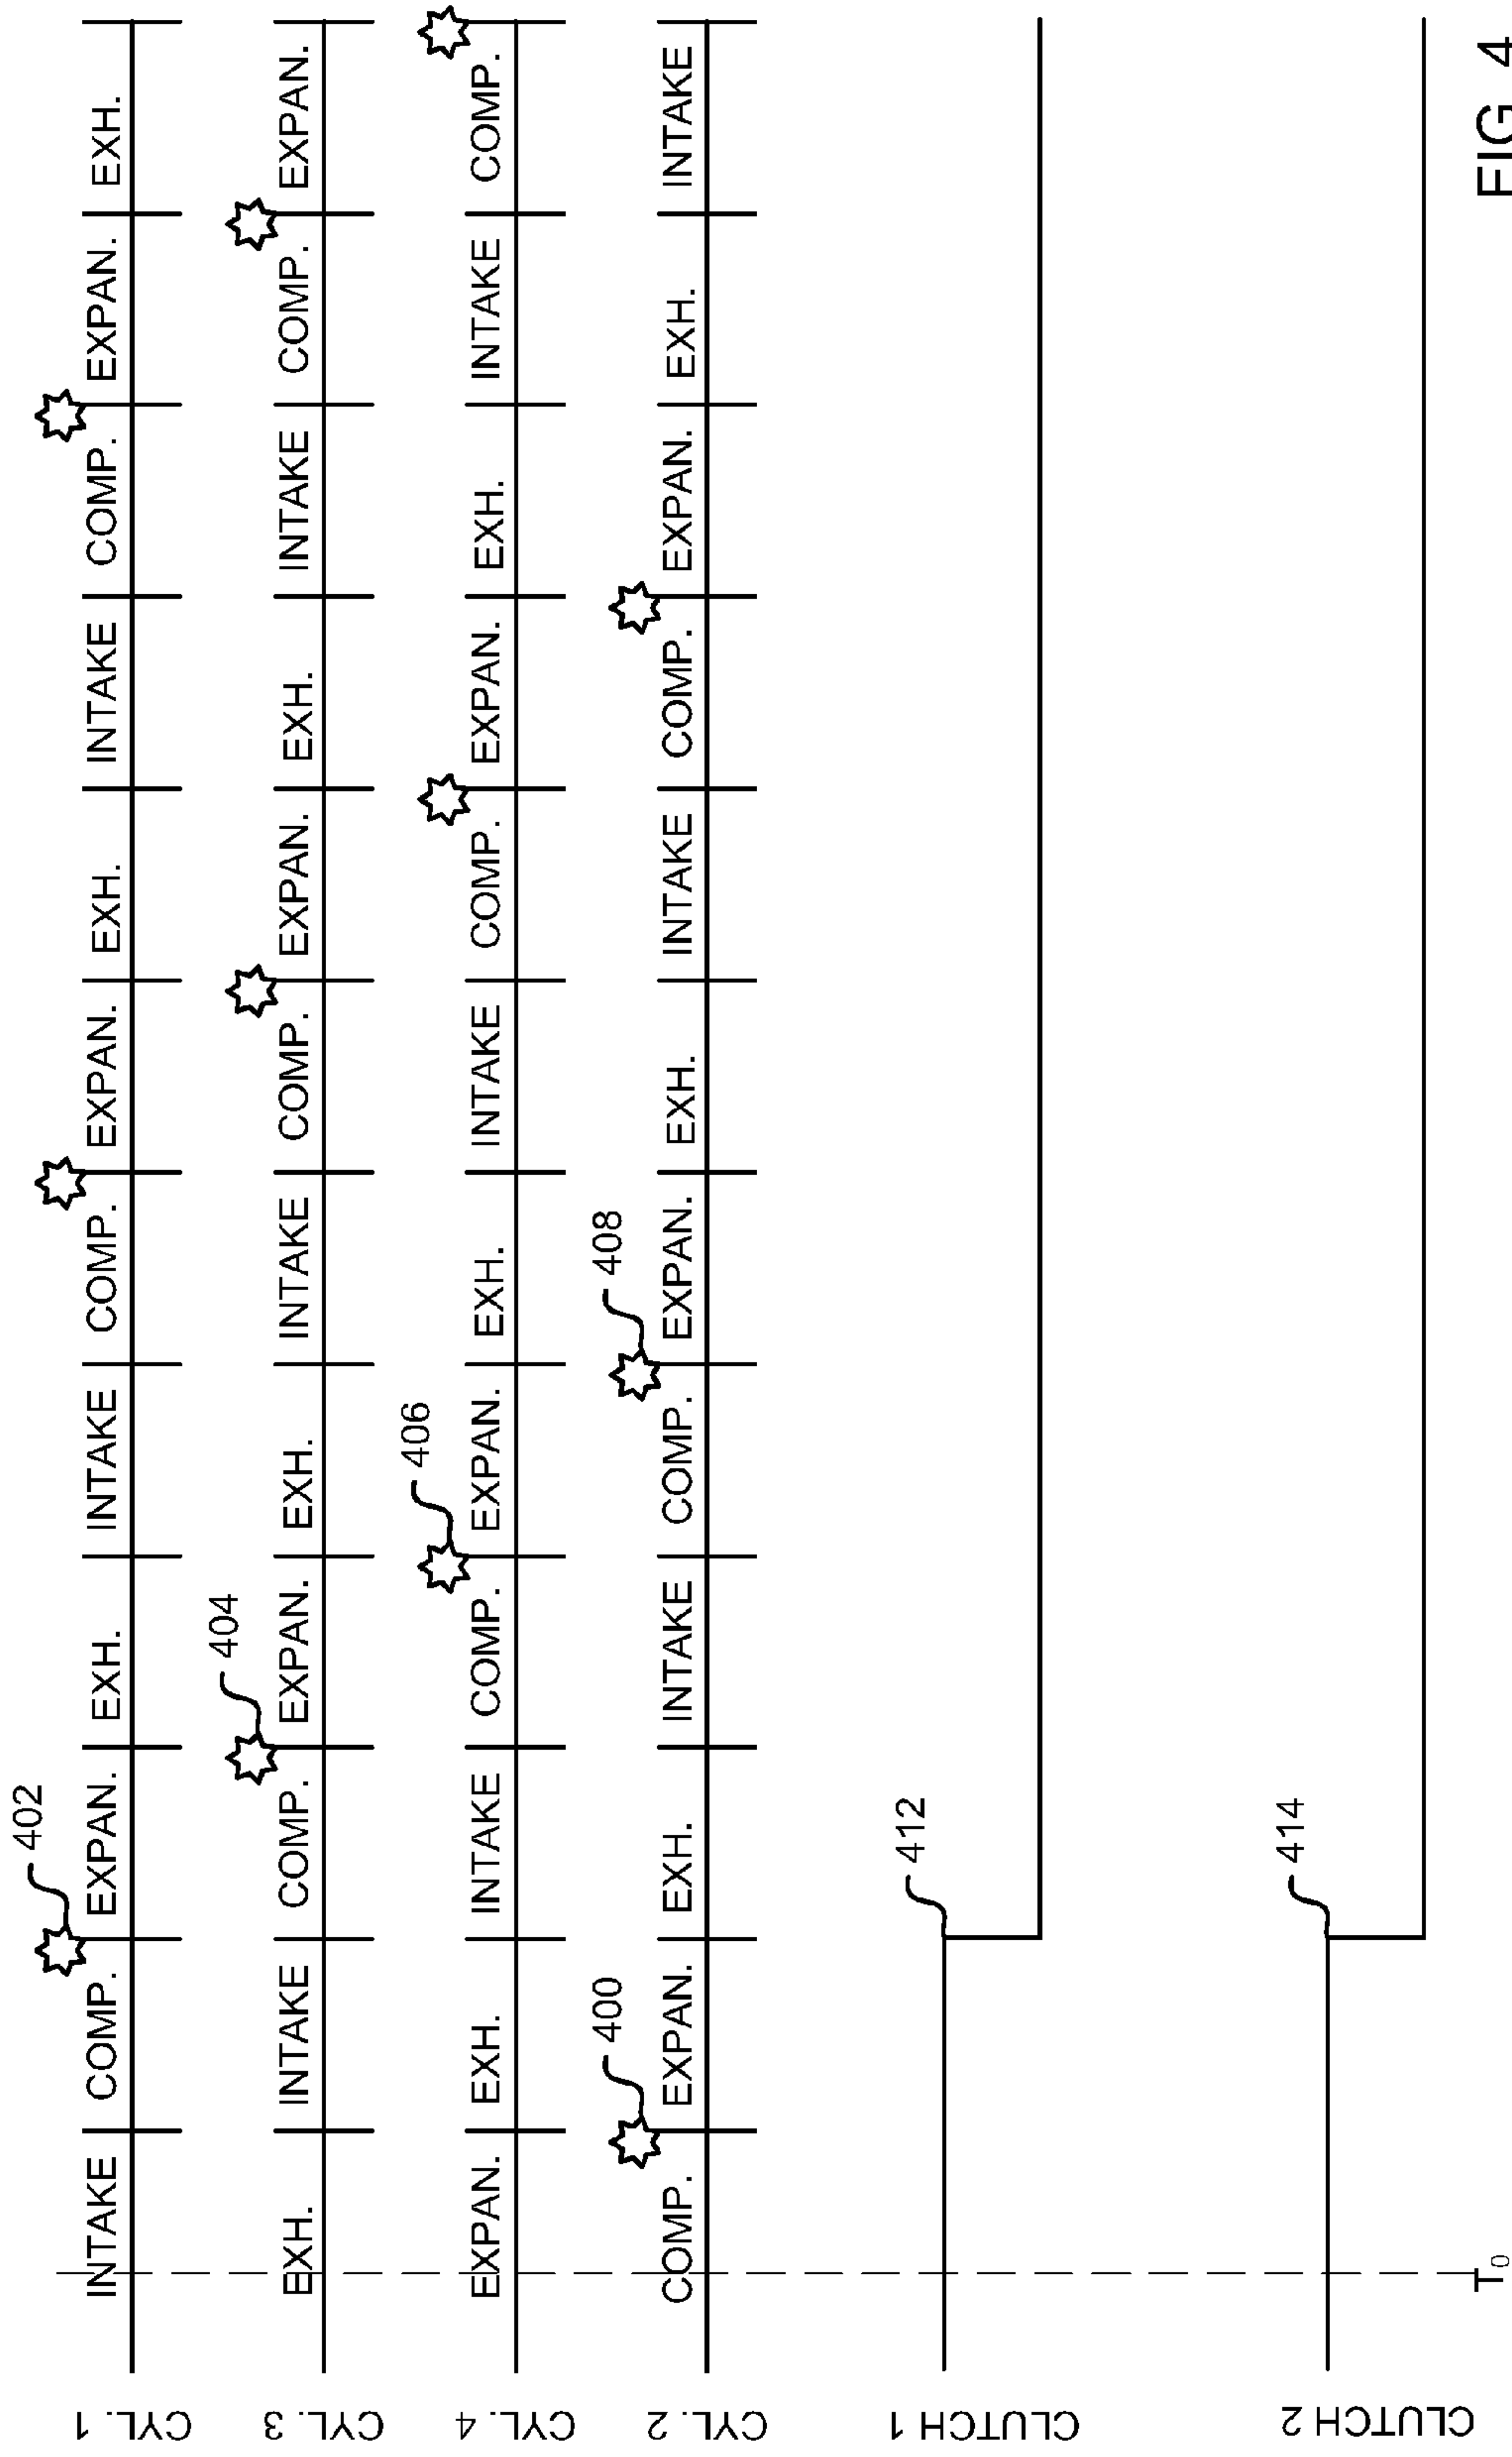 402
CYL. 1 INTAKE COMP. EXPAN. EXH. INTAKE COMP. EXPAN. EXH. INTAKE COMP. EXPAN. EXH.
404
CYL. 3 EXH. INTAKE COMP. EXPAN. EXH. INTAKE COMP. EXPAN. EXH. INTAKE COMP. EXPAN.
406
CYL. 4 EXPAN. EXH. INTAKE COMP. EXPAN. EXH. INTAKE COMP. EXPAN. EXH. INTAKE COMP.
400 408
CYL. 2 COMP. EXPAN. EXH. INTAKE COMP. EXPAN. EXH. INTAKE COMP. EXPAN. EXH. INTAKE
412
CLUTCH 1
414
CLUTCH 2
T0
FIG 4